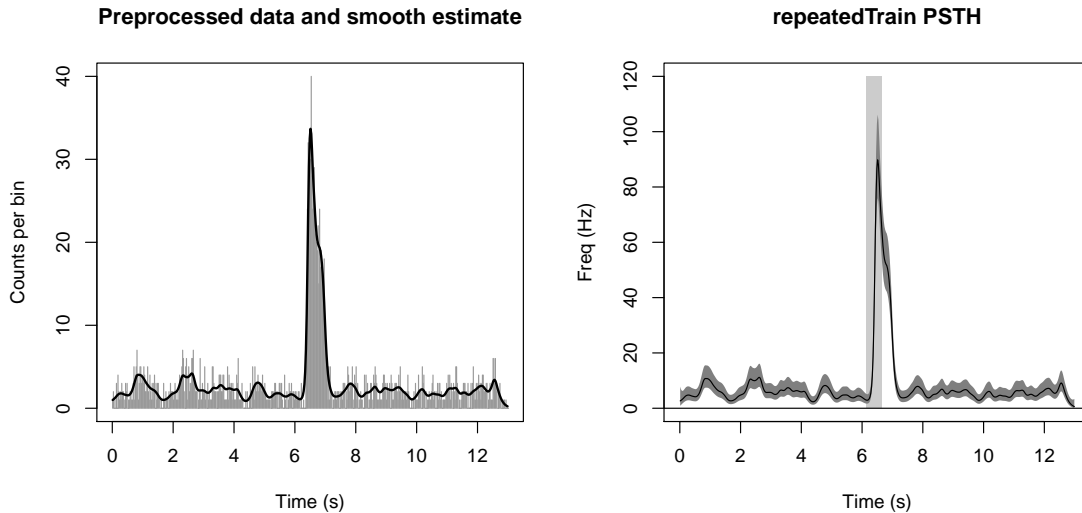 Preprocessed data and smooth estimate
Counts per bin
40
30
20
10
0
0 2 4 6 8 10 12
Time (s)
repeatedTrain PSTH
Freq (Hz)
120
100
80
60
40
20
0
0 2 4 6 8 10 12
Time (s)